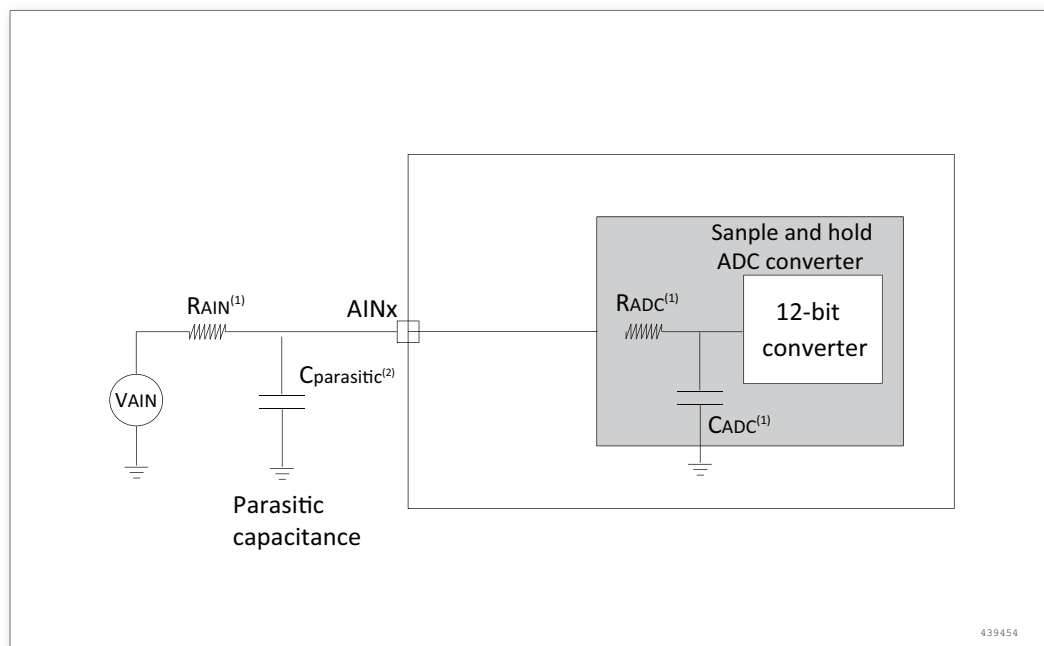 Sanple and hold
ADC converter
RAIN(1)
AINx
RADC(1)
12-bit
converter
Cparasitic(2)
VAIN
CADC(1)
Parasitic
capacitance
439454